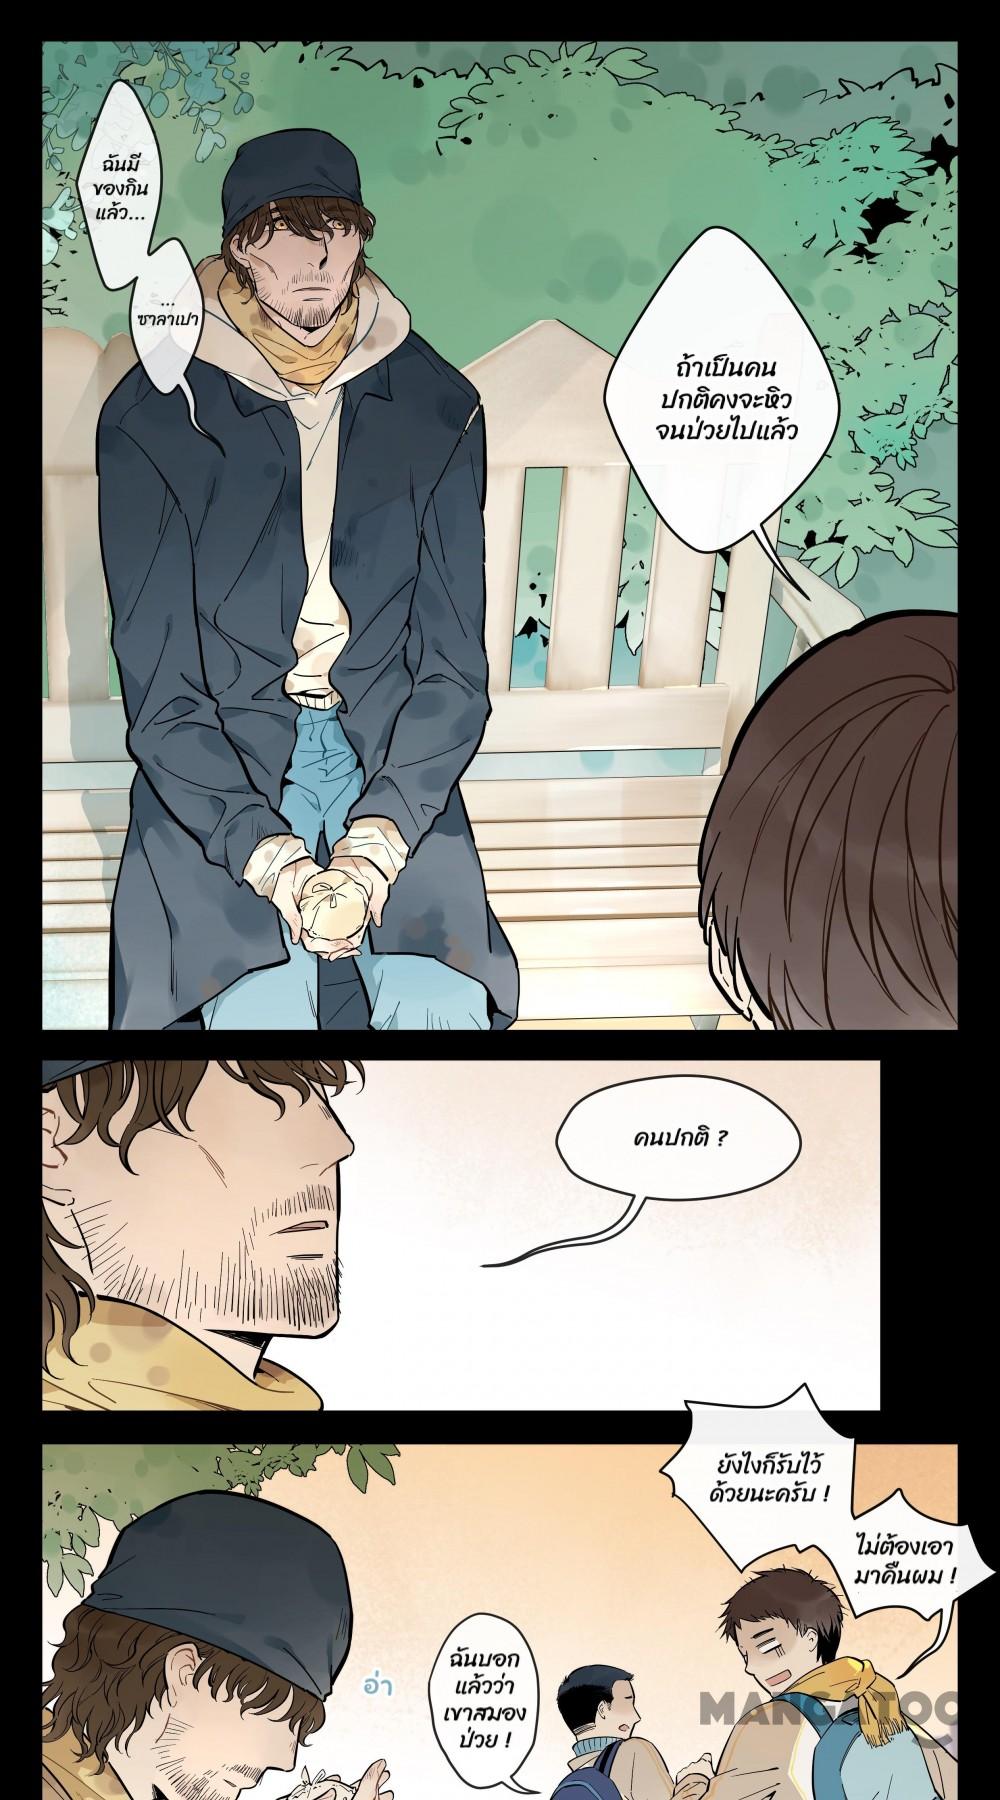 ฉันมี
ของกิน
แล้ว...
...
ซาลาเปา
ถ้าเป็นคน
ปกติคงจะหิว
จนป่วยไปแล้ว
คนปกติ ?
ยังไงก็รับไว้
ด้วยนะครับ !
ไม่ต้องเอา
มาคืนผม !
อ่า
ฉันบอก
แล้วว่า
เขาสมอง
ป่วย !
MANGATOO